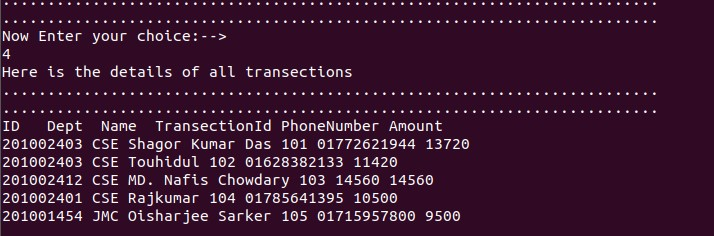 ........................................................................
........................................................................
Now Enter your choice:-->
4
Here is the details of all transections
........................................................................
........................................................................
ID   Dept  Name  TransectionId PhoneNumber Amount
201002403 CSE Shagor Kumar Das 101 01772621944 13720
201002403 CSE Touhidul 102 01628382133 11420
201002412 CSE MD. Nafis Chowdary 103 14560 14560
201002401 CSE Rajkumar 104 01785641395 10500
201001454 JMC Oisharjee Sarker 105 01715957800 9500